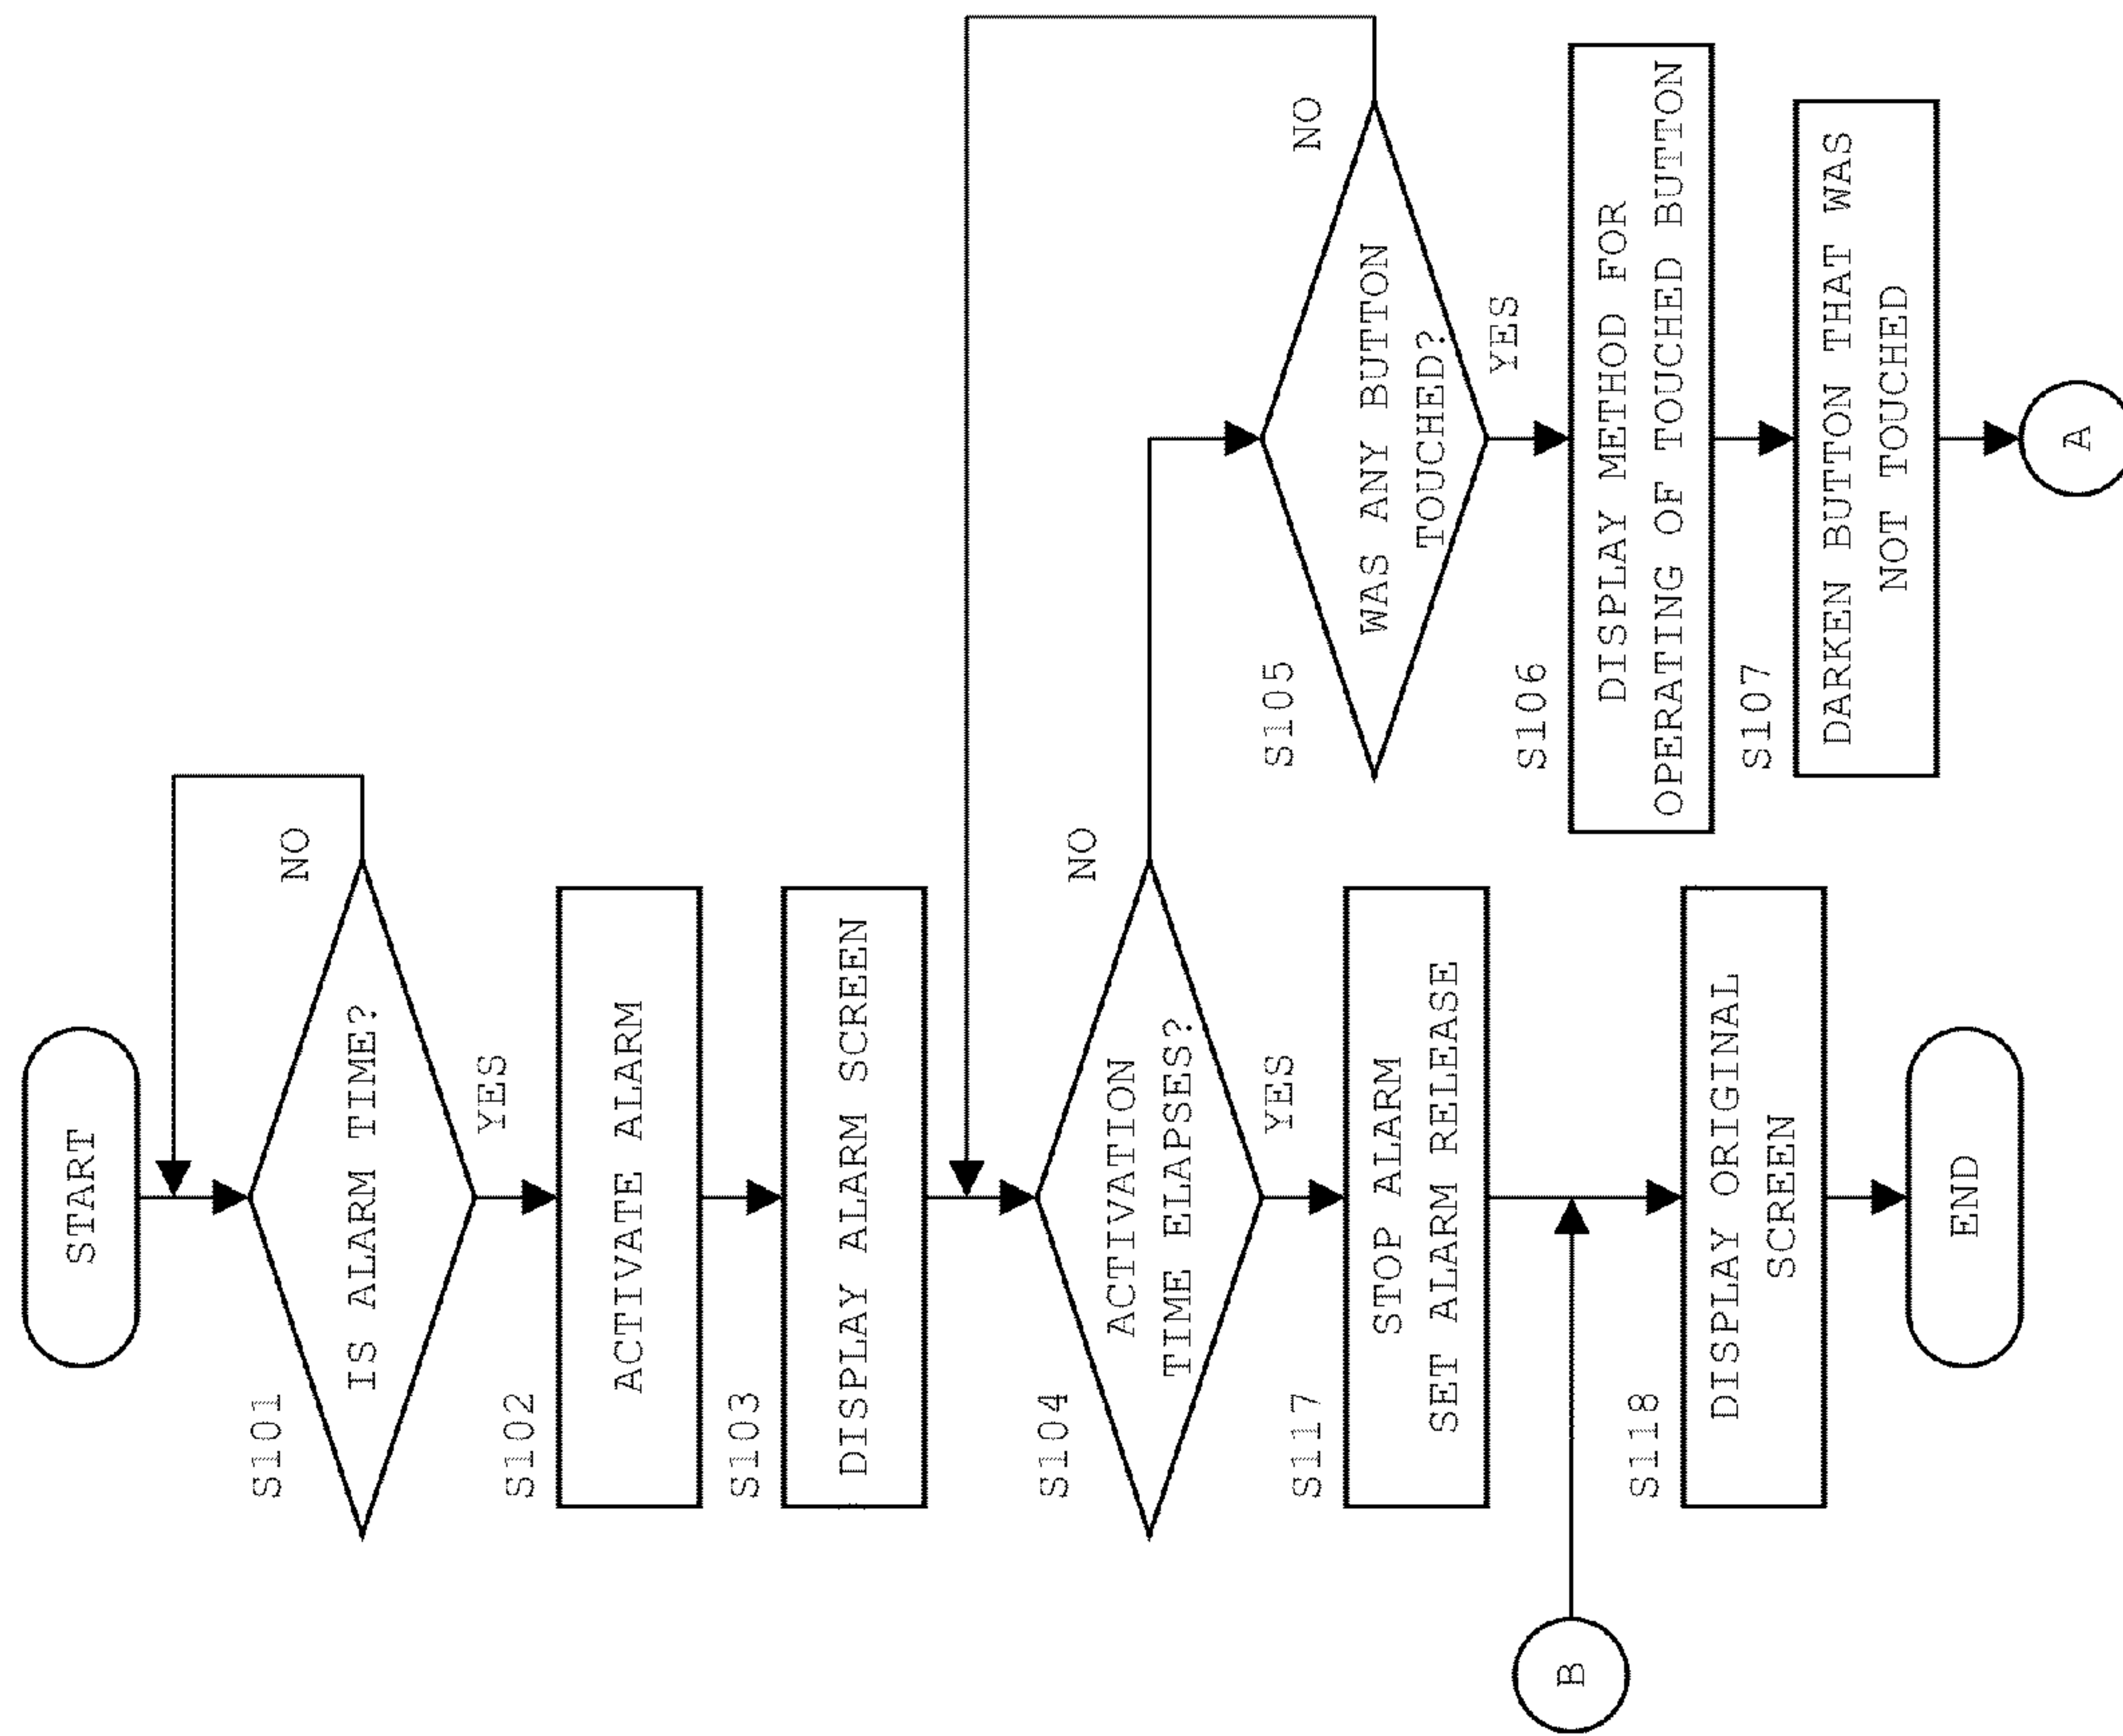 START
S101
IS ALARM TIME?
NO
YES
S102
ACTIVATE ALARM
S103
DISPLAY ALARM SCREEN
S104
ACTIVATION
TIME ELAPSES?
NO
YES
S105
WAS ANY BUTTON
TOUCHED?
NO
YES
S106
DISPLAY METHOD FOR
OPERATING OF TOUCHED BUTTON
S107
DARKEN BUTTON THAT WAS
NOT TOUCHED
A
S117
STOP ALARM
SET ALARM RELEASE
B
S118
DISPLAY ORIGINAL
SCREEN
END